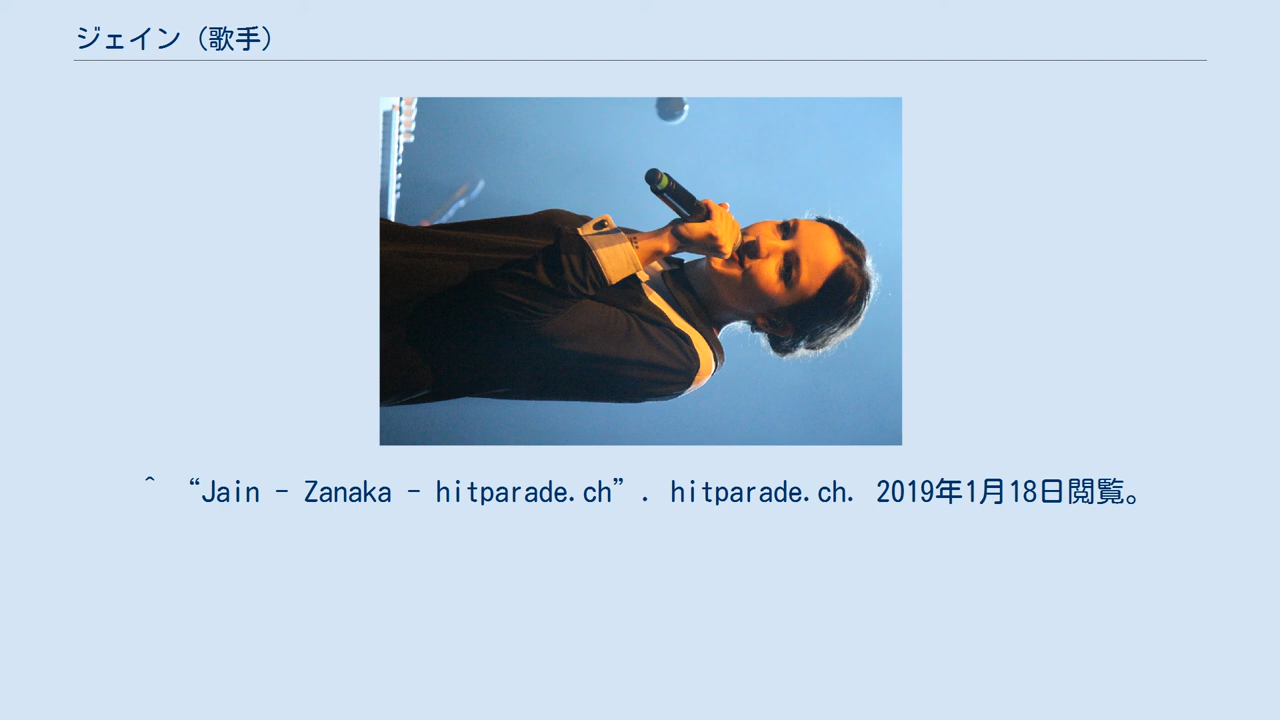 ジェイン（歌手）
^ “Jain – Zanaka – hitparade.ch”. hitparade.ch. 2019年1月18日閲覧。